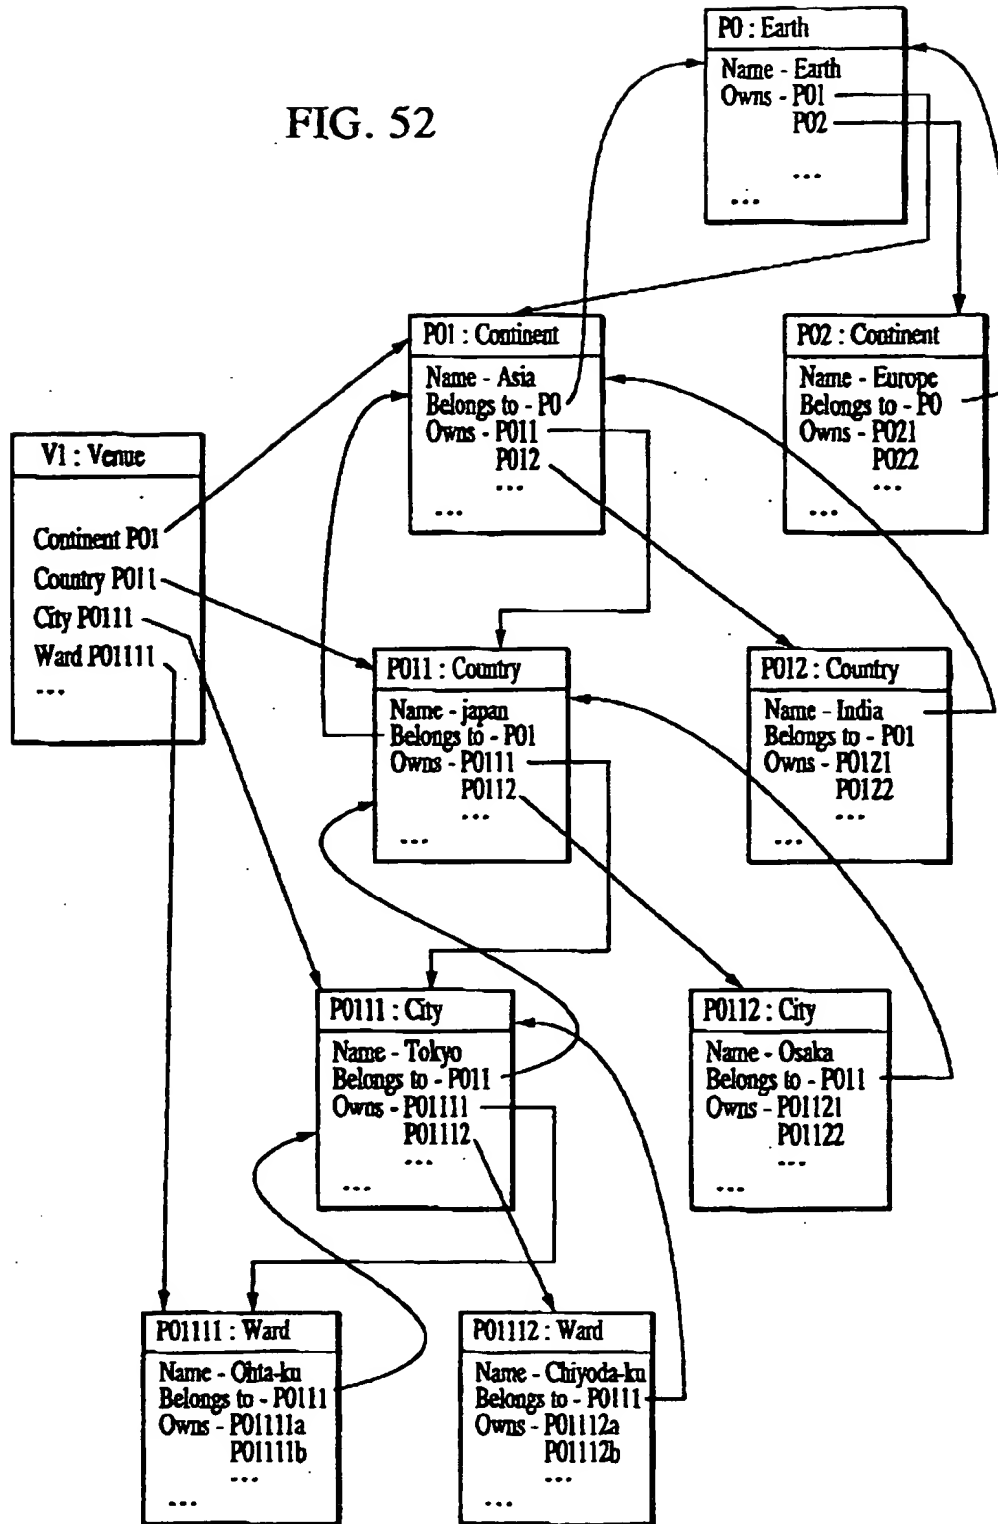 FIG. 52
P0 : Earth
Name - Earth
Owns - P01
P02
...
...
P01 : Continent
Name - Asia
Belongs to - P0
Owns - P011
P012
...
...
P02 : Continent
Name - Europe
Belongs to - P0
Owns - P021
P022
...
...
V1 : Venue
Continent P01
Country P011
City P0111
Ward P01111
...
P011 : Country
Name - japan
Belongs to - P01
Owns - P0111
P0112
...
...
P012 : Country
Name - India
Belongs to - P01
Owns - P0121
P0122
...
...
P0111 : City
Name - Tokyo
Belongs to - P011
Owns - P01111
P01112
...
...
P0112 : City
Name - Osaka
Belongs to - P011
Owns - P01121
P01122
...
...
P01111 : Ward
Name - Ohta-ku
Belongs to - P0111
Owns - P01111a
P01111b
...
...
P01112 : Ward
Name - Chiyoda-ku
Belongs to - P0111
Owns - P01112a
P01112b
...
...